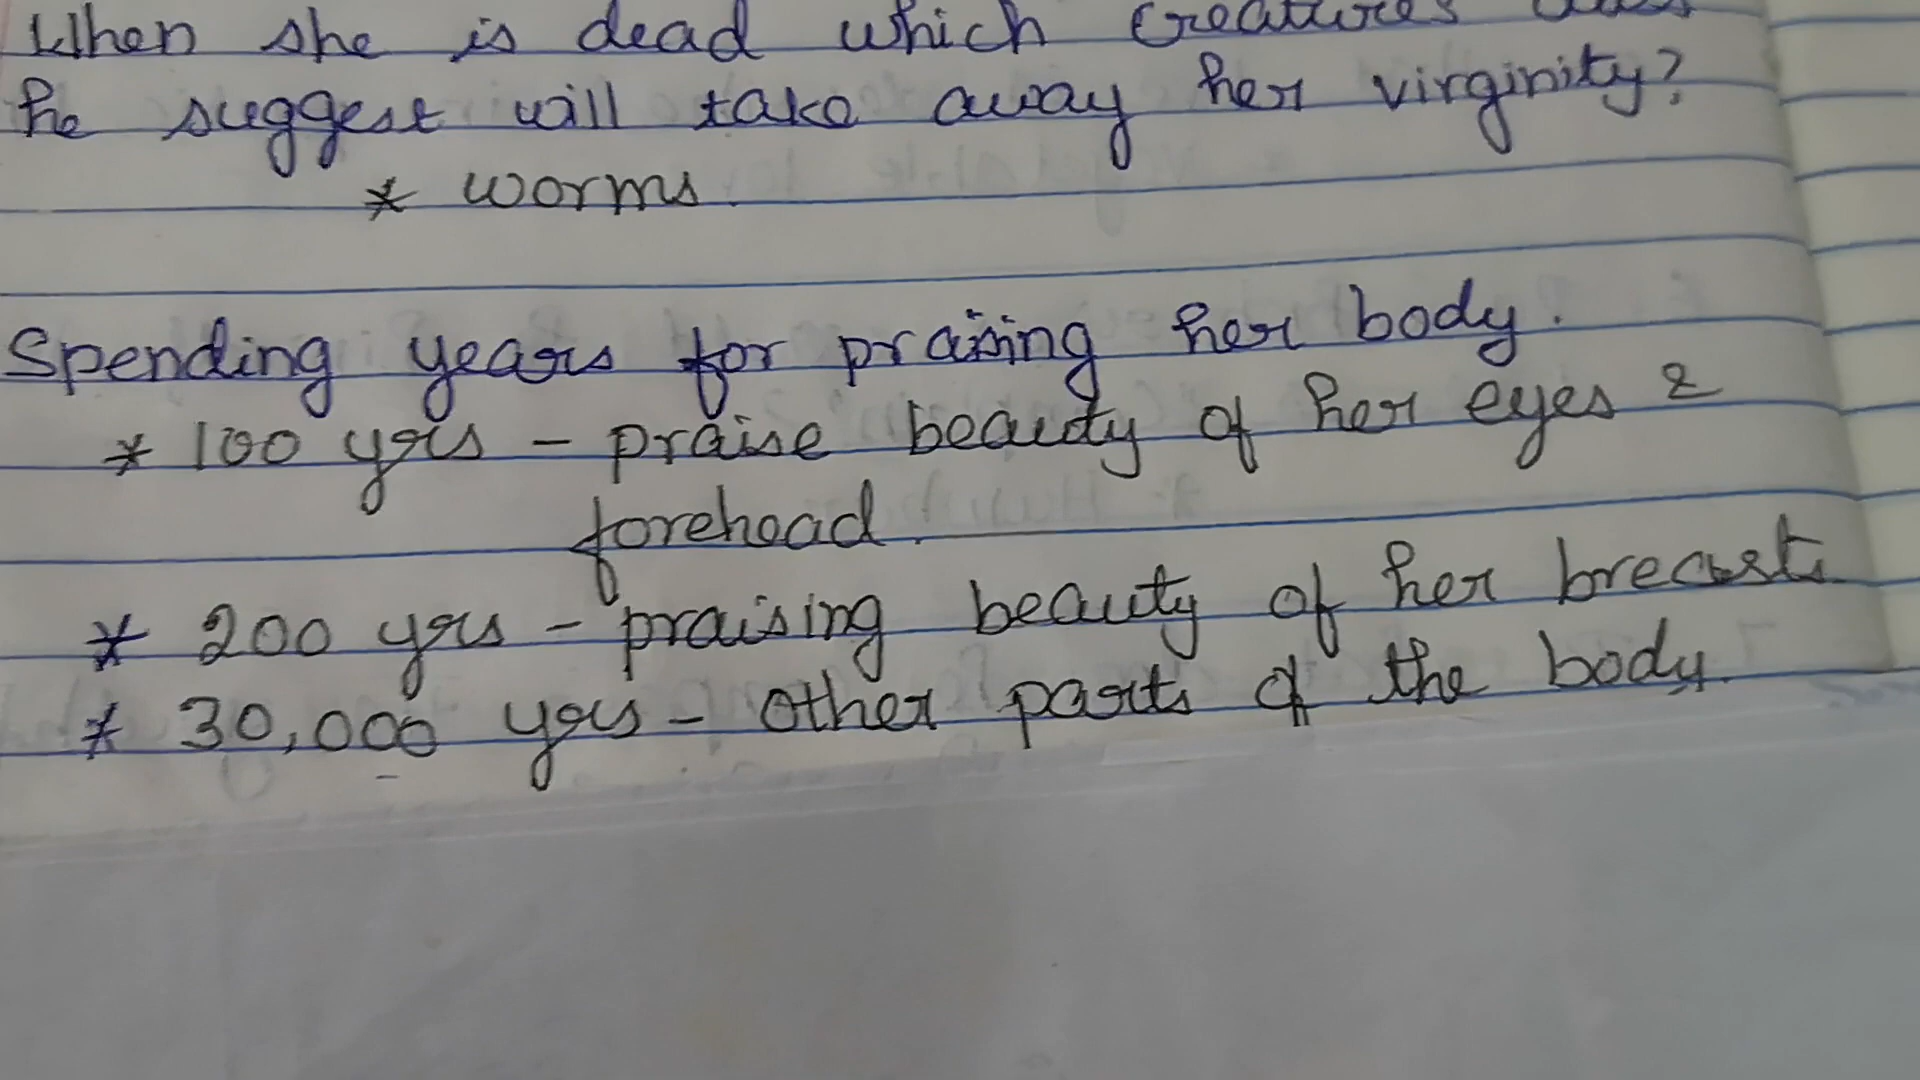 When she is dead which creatures does
he suggest will take away her virginity?
* worms.
Spending years for praising her body.
* 100 yrs - praise beauty of her eyes &
forehead.
* 200 yrs - praising beauty of her breasts
* 30,000 yrs - other parts of the body.